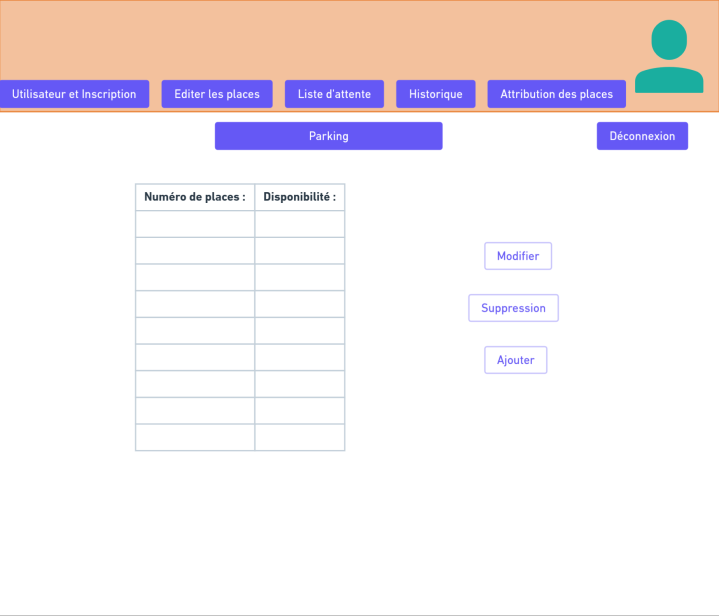 Utilisateur et Inscription
Editer les places
Liste d'attente
Historique
Attribution des places
Parking
Déconnexion
Numéro de places :
Disponibilité :
Modifier
Suppression
Ajouter